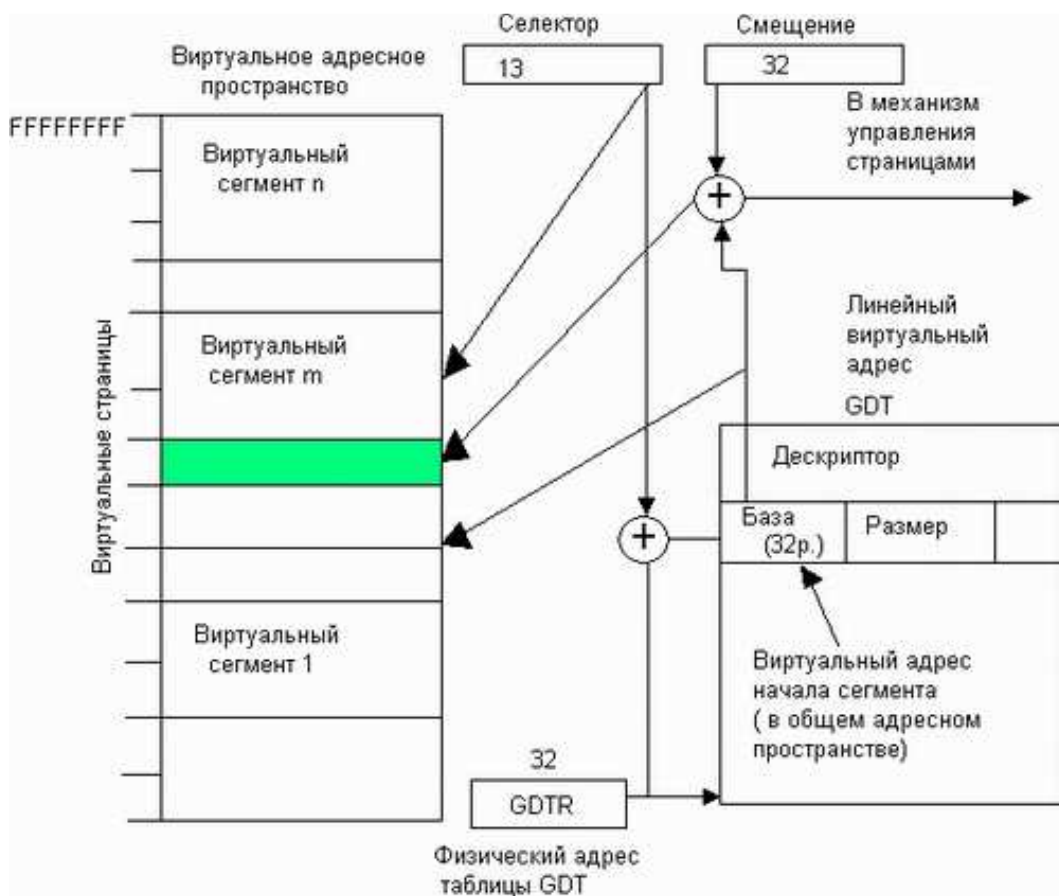 Селектор
13
Смещение
32
Виртуальное адресное
пространство
FFFFFFFF
Виртуальный
сегмент n
Виртуальный
сегмент m
Виртуальный
сегмент 1
Виртуальные страницы
В механизм
управления
страницами
+
Линейный
виртуальный
адрес
GDT
Дескриптор
База
(32р.)
Размер
+
Виртуальный адрес
начала сегмента
( в общем адресном
пространстве)
32
GDTR
Физический адрес
таблицы GDT